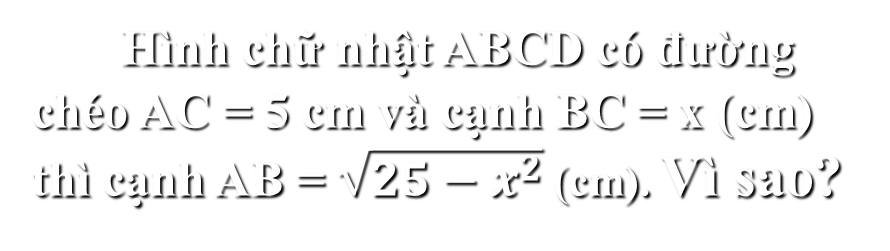 Hình chữ nhật ABCD có đường
chéo AC = 5 cm và cạnh BC = x (cm)
thì cạnh AB = √25 − x² (cm). Vì sao?